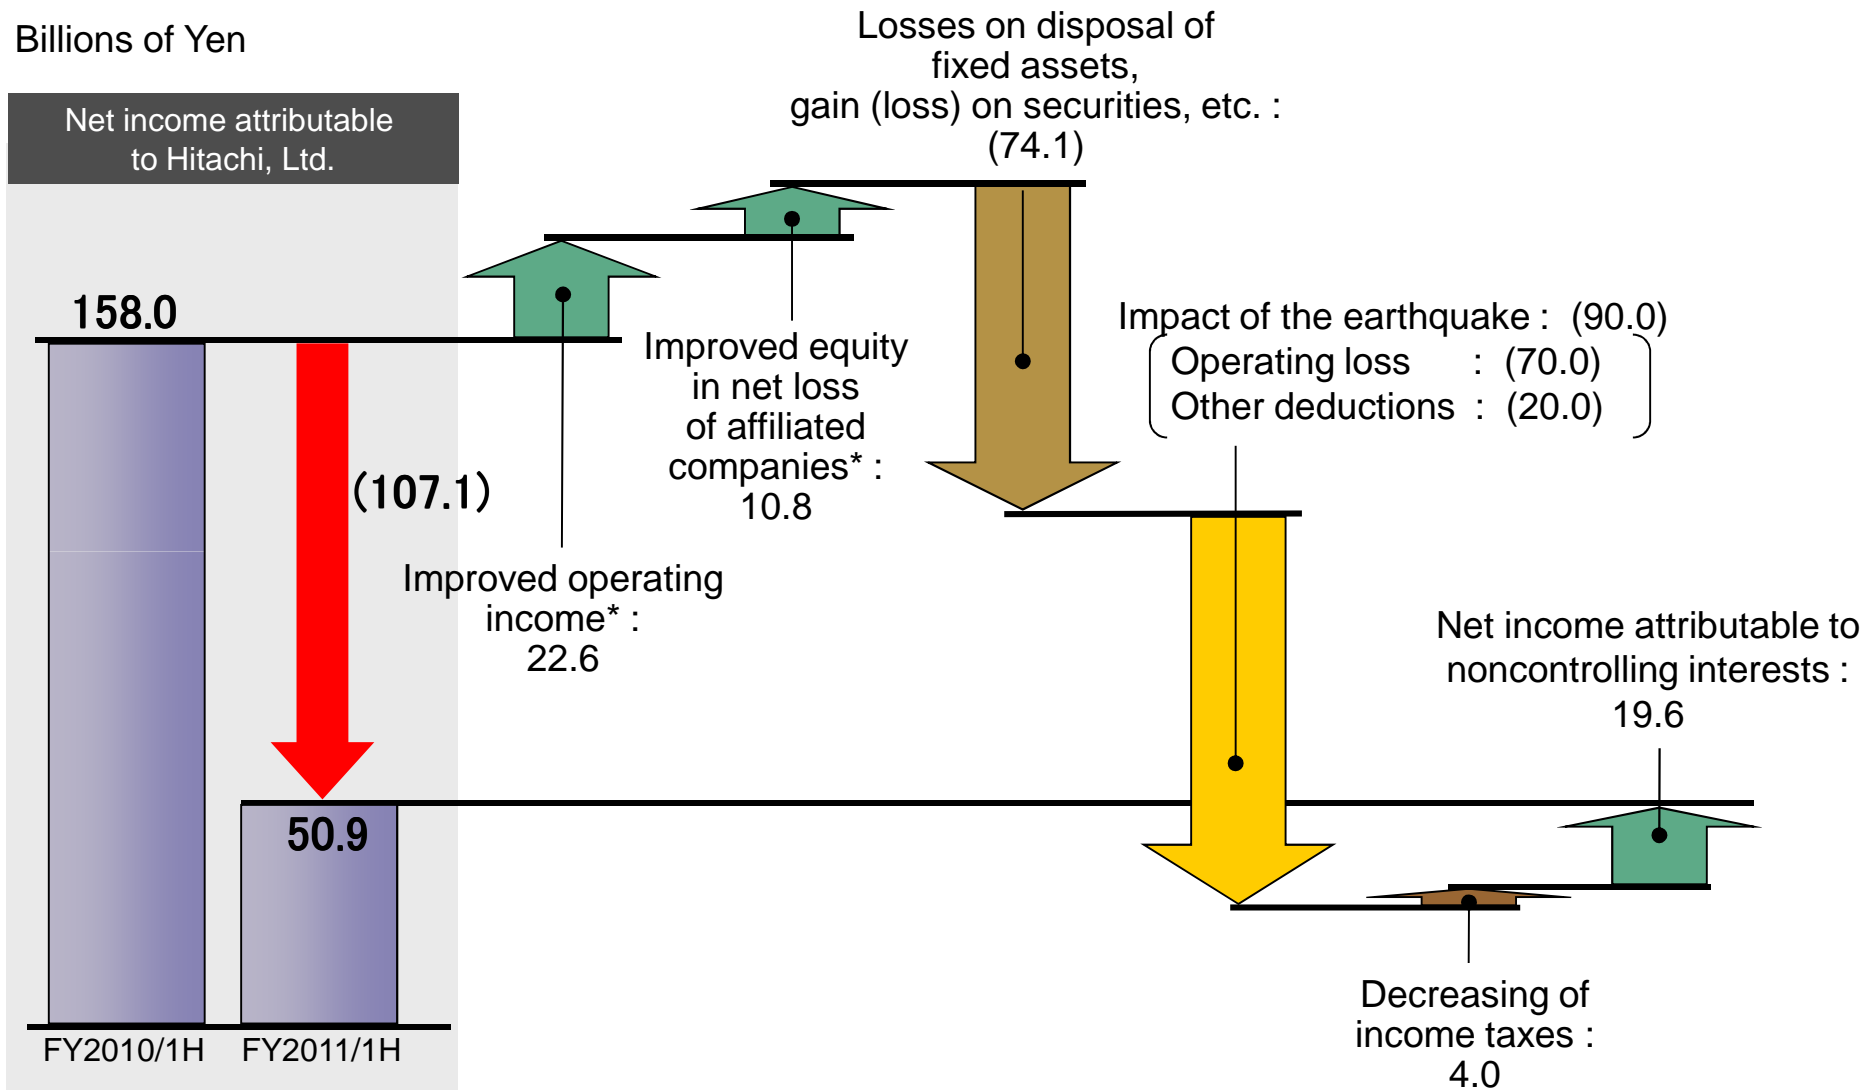 Billions of Yen
Net income attributable
to Hitachi, Ltd.
158.0
(107.1)
50.9
FY2010/1H
FY2011/1H
Improved operating
income* :
22.6
Improved equity
in net loss
of affiliated
companies* :
10.8
Losses on disposal of
fixed assets,
gain (loss) on securities, etc. :
(74.1)
Impact of the earthquake : (90.0)
Operating loss : (70.0)
Other deductions : (20.0)
Decreasing of
income taxes :
4.0
Net income attributable to
noncontrolling interests :
19.6